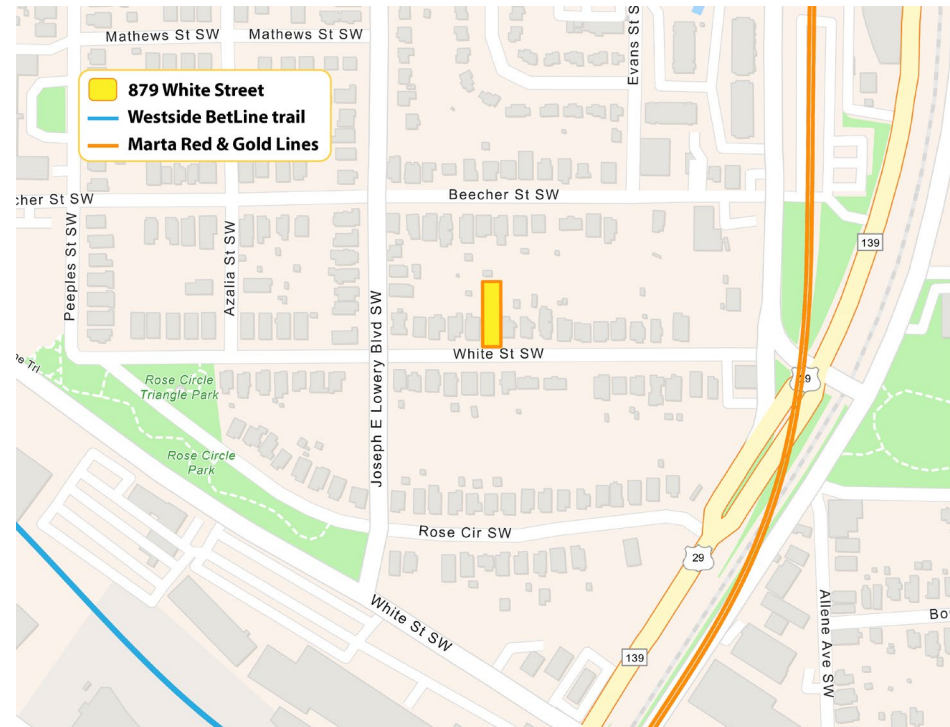 Mathews St SW
Mathews St SW
Evans St S
879 White Street
Westside BetLine trail
Marta Red & Gold Lines
cher St SW
Beecher St SW
Peeples St SW
Azalia St SW
Joseph E Lowery Blvd SW
139
White St SW
pe Trl
Rose Circle
Triangle Park
29
Rose Circle
Park
Rose Cir SW
29
White St SW
Allene Ave SW
Bo
139